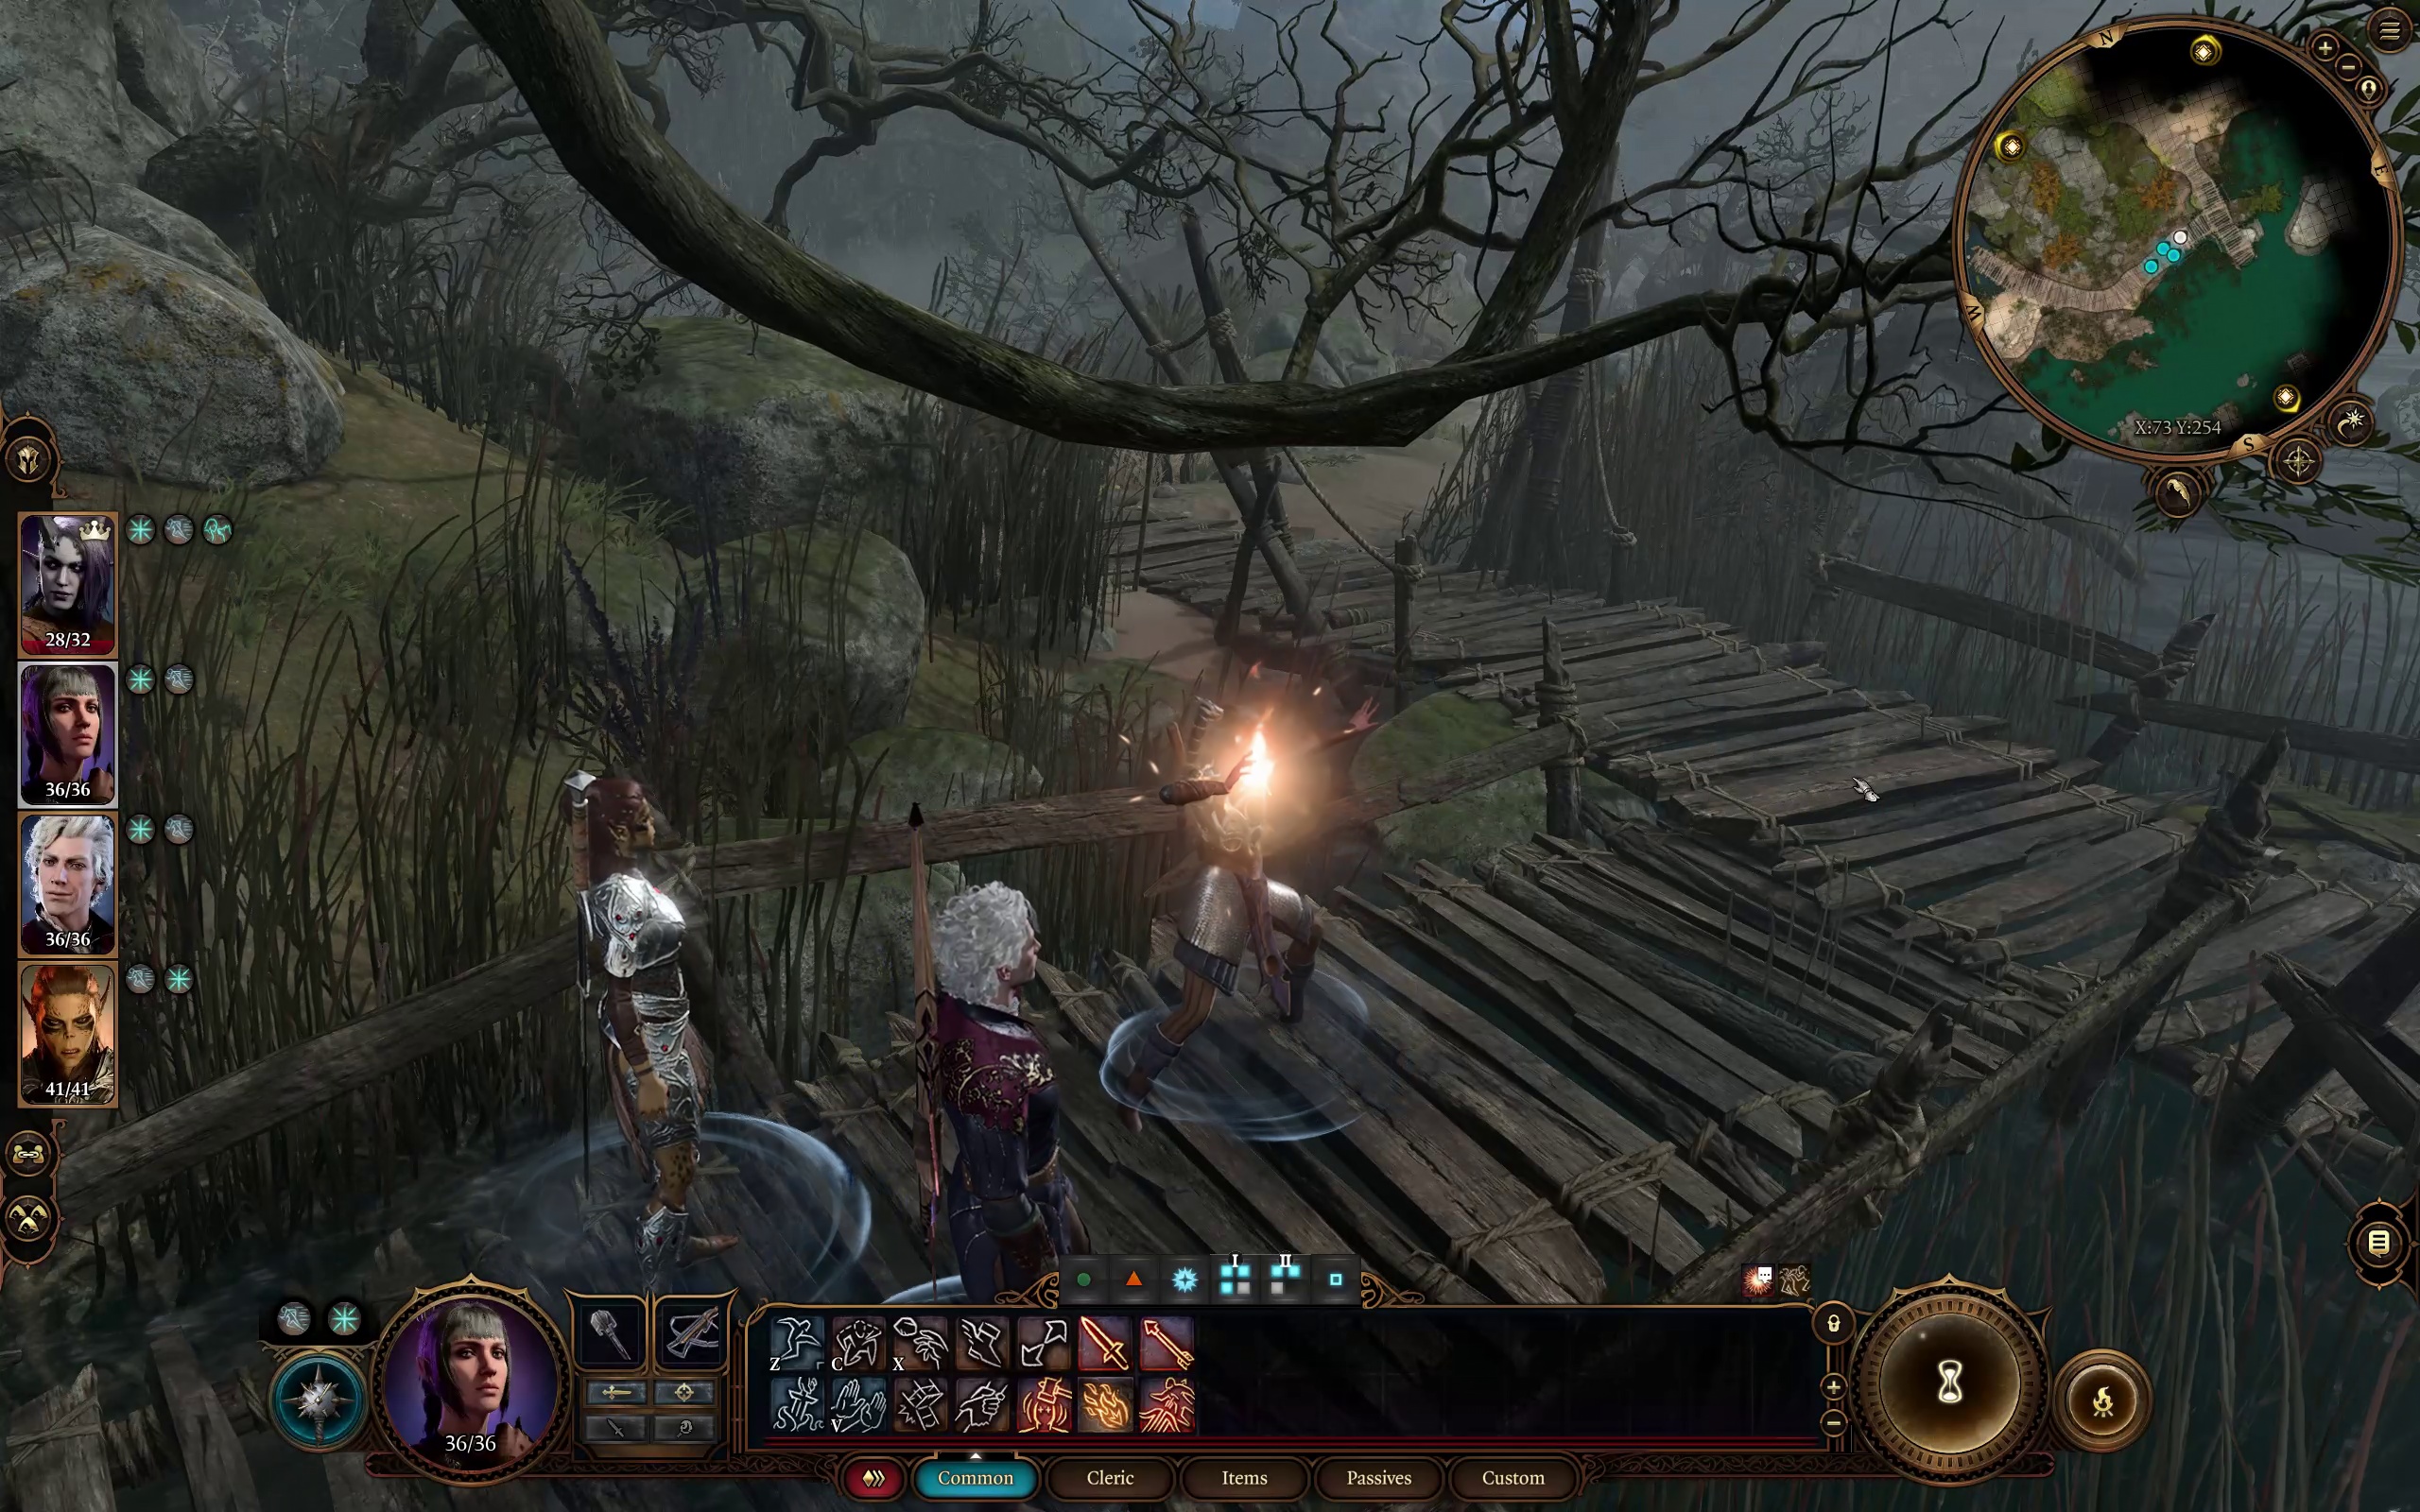 N
E
W
S
X:73 Y:254
28/32
36/36
36/36
41/41
I II
Z C X
V
36/36
Common Cleric Items Passives Custom